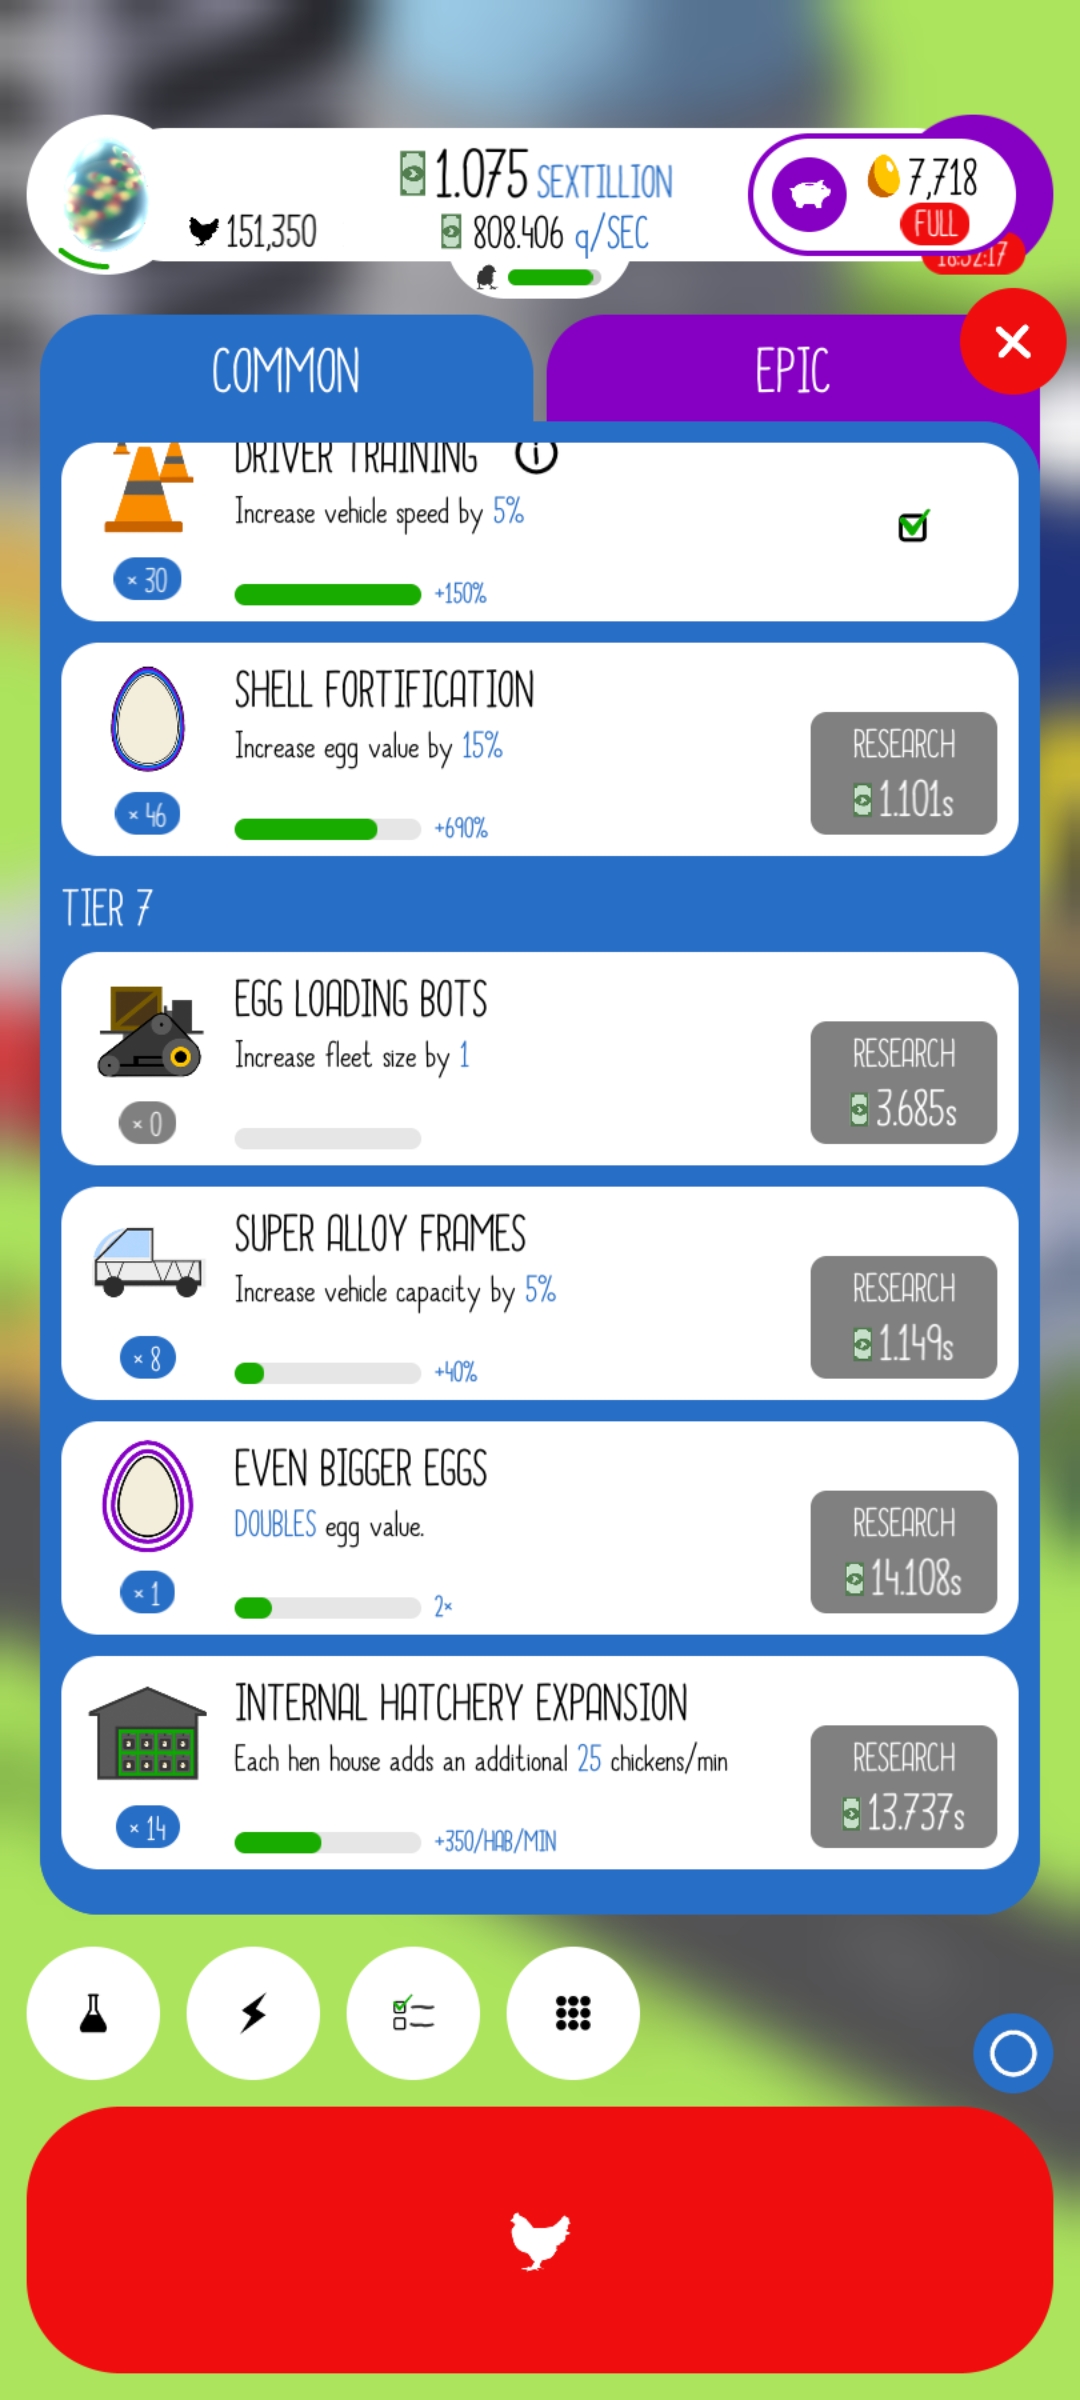 1.075 SEXTILLION
7,718
151,350
808.406 q/SEC
FULL
COMMON
EPIC
DRIVER TRAINING
Increase vehicle speed by 5%
× 30
+150%
SHELL FORTIFICATION
Increase egg value by 15%
RESEARCH
1.101s
× 46
+690%
TIER 7
EGG LOADING BOTS
Increase fleet size by 1
RESEARCH
3.685s
× 0
SUPER ALLOY FRAMES
Increase vehicle capacity by 5%
RESEARCH
1.149s
× 8
+40%
EVEN BIGGER EGGS
DOUBLES egg value.
RESEARCH
14.108s
× 1
2×
INTERNAL HATCHERY EXPANSION
Each hen house adds an additional 25 chickens/min
RESEARCH
13.737s
× 14
+350/HAB/MIN